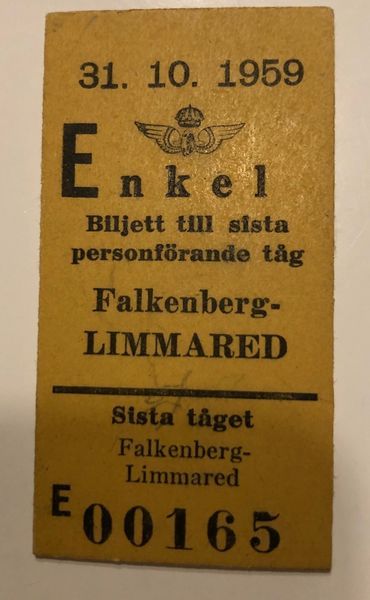 31. 10. 1959
Enkel
Biljett till sista
personförande tåg
Falkenberg-
LIMMARED
Sista tåget
Falkenberg-
Limmared
E 00165